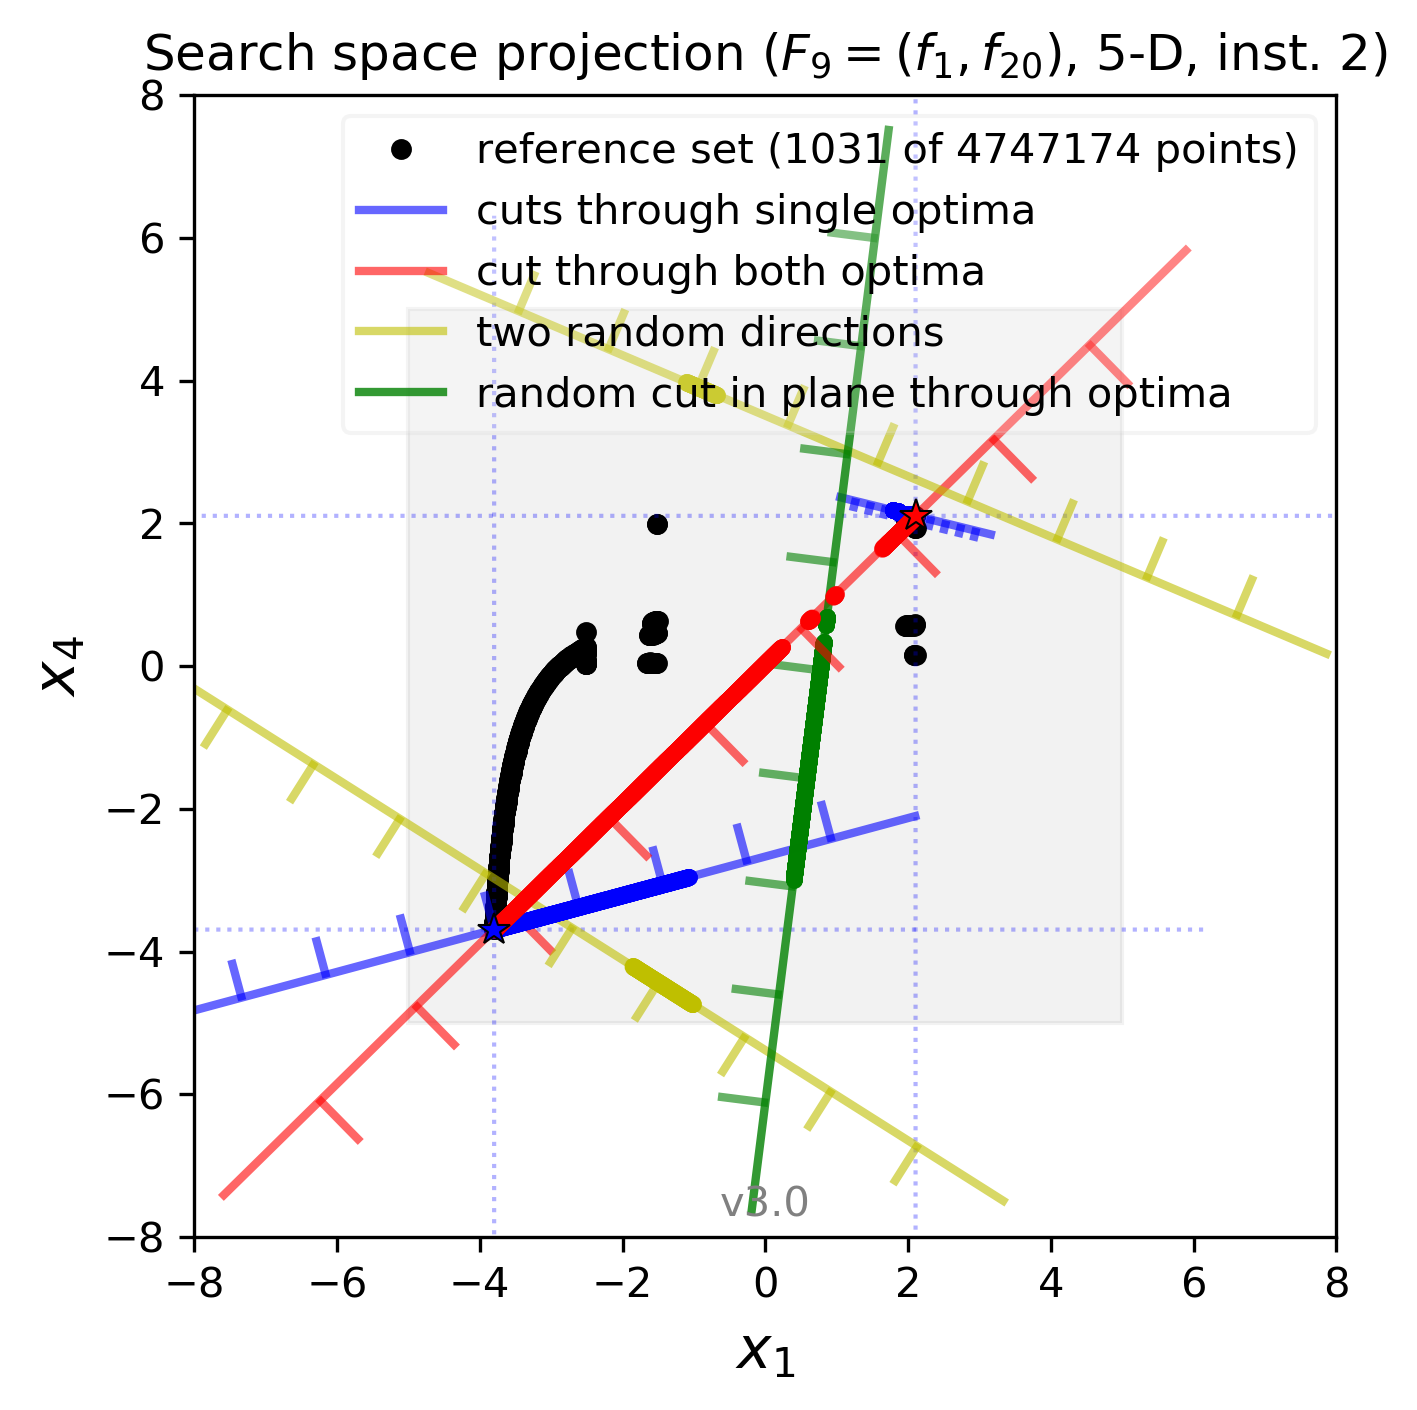 Search space projection (F₉ = (f₁, f₂₀), 5-D, inst. 2)
reference set (1031 of 4747174 points)
cuts through single optima
cut through both optima
two random directions
random cut in plane through optima
8
6
4
2
0
−2
−4
−6
−8
x₄
v3.0
−8 −6 −4 −2 0 2 4 6 8
x₁